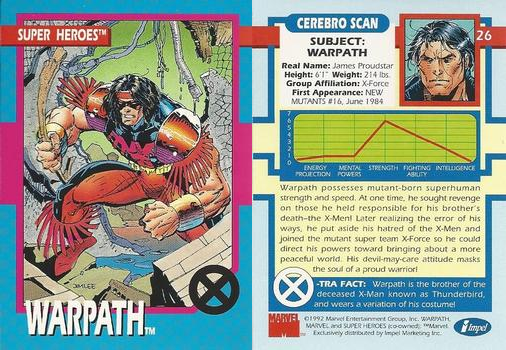 SUPER HEROES™
JIM LEE
WARPATH™
CEREBRO SCAN
26
SUBJECT:
WARPATH
Real Name: James Proudstar
Height: 6'1" Weight: 214 lbs.
Group Affiliation: X-Force
First Appearance: NEW
MUTANTS #16, June 1984
7
6
5
4
3
2
1
0
ENERGY PROJECTION
MENTAL POWERS
STRENGTH
FIGHTING ABILITY
INTELLIGENCE
Warpath possesses mutant-born superhuman
strength and speed. At one time, he sought revenge
on those he held responsible for his brother's
death–the X-Men! Later realizing the error of his
ways, he put aside his hatred of the X-Men and
joined the mutant super team X-Force so he could
direct his powers toward bringing about a more
peaceful world. His devil-may-care attitude masks
the soul of a proud warrior!
X-TRA FACT: Warpath is the brother of the
deceased X-Man known as Thunderbird,
and wears a variation of his costume!
MARVEL
©1992 Marvel Entertainment Group, Inc. WARPATH,
MARVEL and SUPER HEROES (co-owned); ™Marvel.
Exclusively distributed by Impel Marketing Inc.
impel